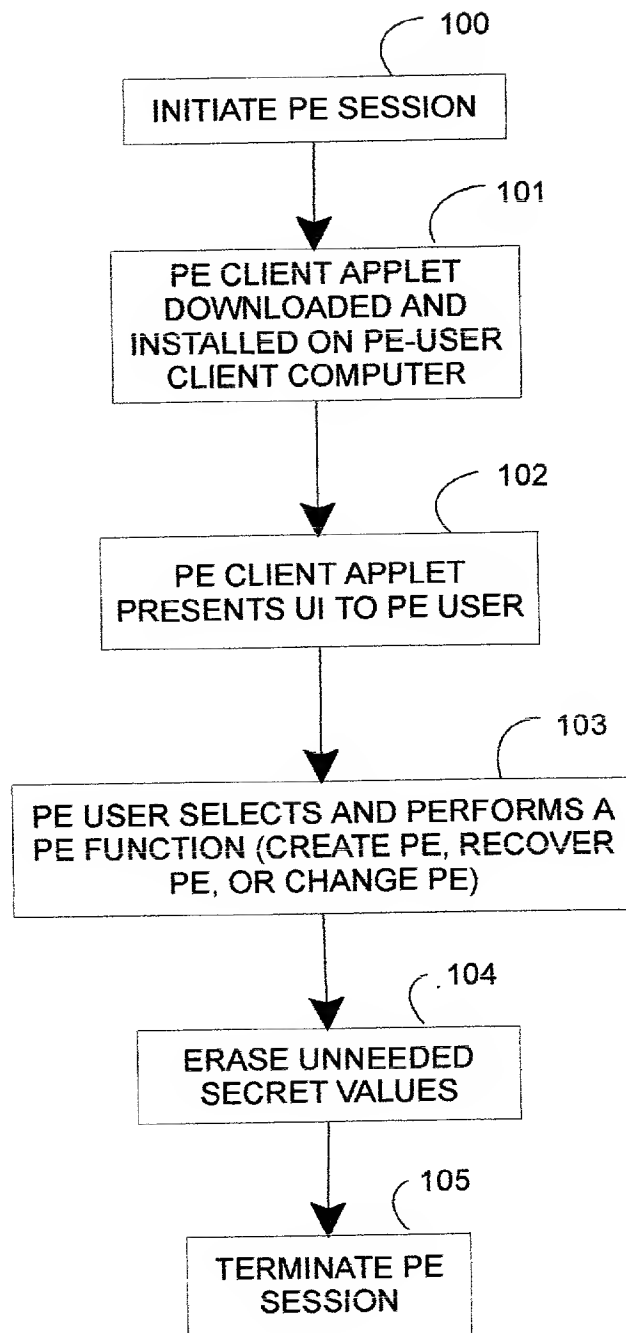 100
INITIATE PE SESSION
101
PE CLIENT APPLET
DOWNLOADED AND
INSTALLED ON PE-USER
CLIENT COMPUTER
102
PE CLIENT APPLET
PRESENTS UI TO PE USER
103
PE USER SELECTS AND PERFORMS A
PE FUNCTION (CREATE PE, RECOVER
PE, OR CHANGE PE)
104
ERASE UNNEEDED
SECRET VALUES
105
TERMINATE PE
SESSION